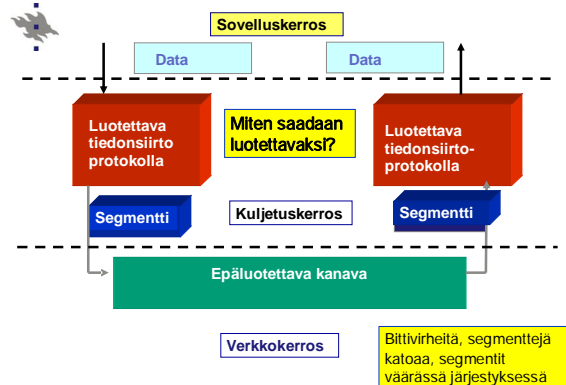 Sovelluskerros
Data
Data
Luotettava
tiedonsiirto
protokolla
Miten saadaan
luotettavaksi?
Luotettava
tiedonsiirto-
protokolla
Segmentti
Kuljetuskerros
Segmentti
Epäluotettava kanava
Verkkokerros
Bittivirheitä, segmenttejä
katoaa, segmentit
väärässä järjestyksessä